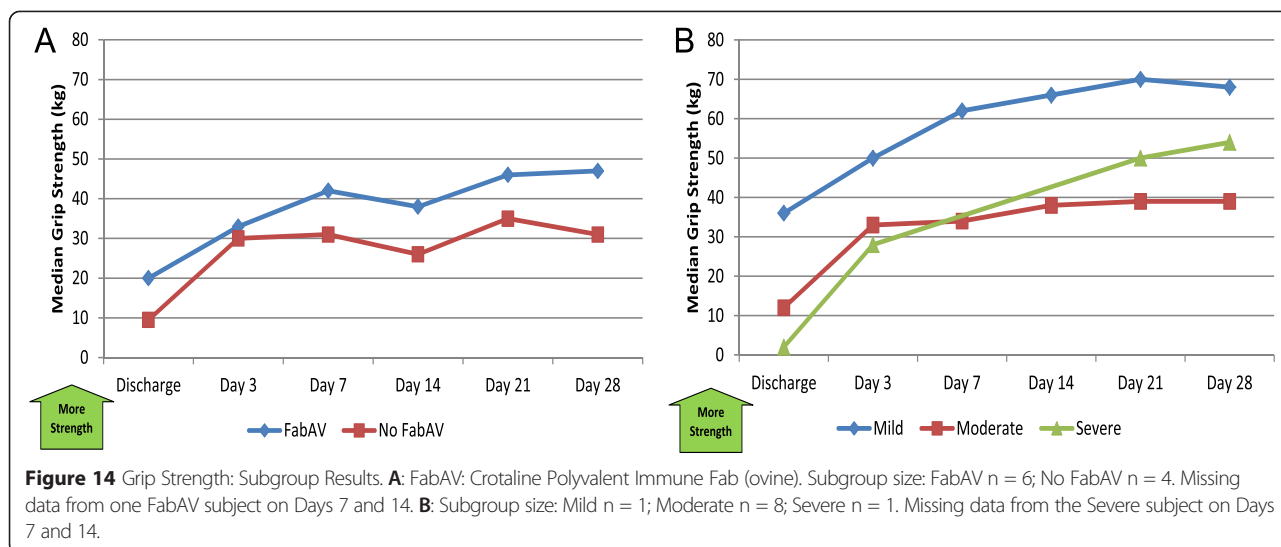 A
Median Grip Strength (kg)
80
70
60
50
40
30
20
10
0
Discharge Day 3 Day 7 Day 14 Day 21 Day 28
More
Strength
FabAV No FabAV
B
Median Grip Strength (kg)
80
70
60
50
40
30
20
10
0
Discharge Day 3 Day 7 Day 14 Day 21 Day 28
More
Strength
Mild Moderate Severe
Figure 14 Grip Strength: Subgroup Results. A: FabAV: Crotaline Polyvalent Immune Fab (ovine). Subgroup size: FabAV n = 6; No FabAV n = 4. Missing
data from one FabAV subject on Days 7 and 14. B: Subgroup size: Mild n = 1; Moderate n = 8; Severe n = 1. Missing data from the Severe subject on Days
7 and 14.